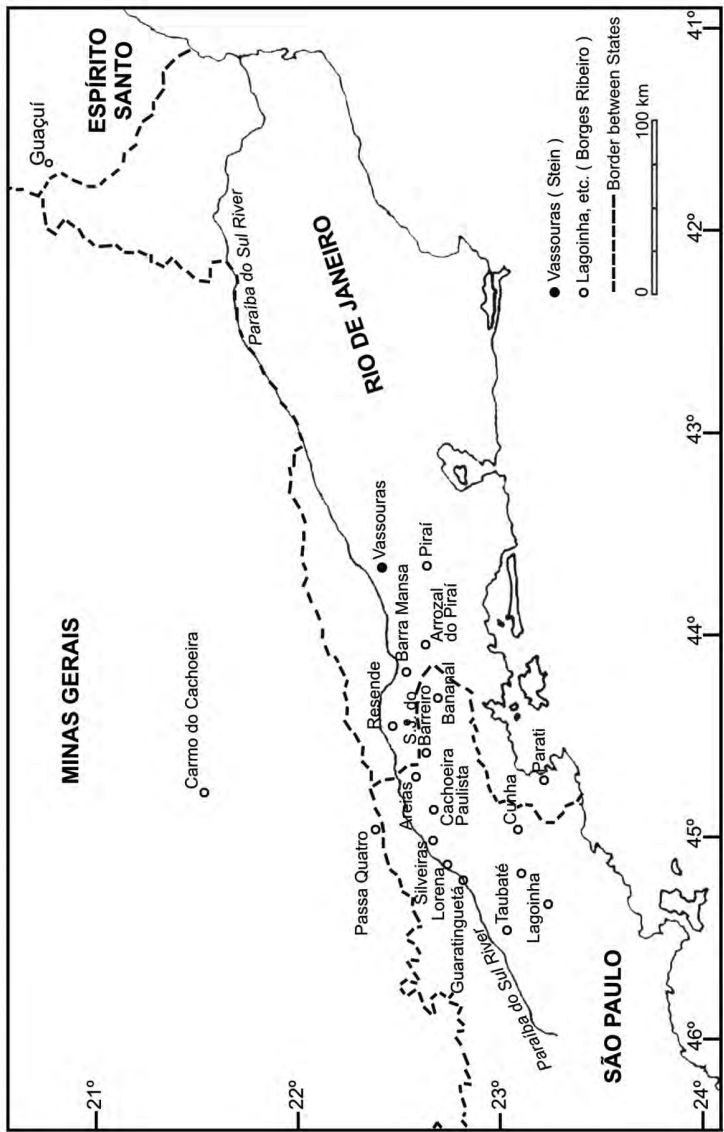 41°
42°
43°
44°
45°
46°
21°
22°
23°
24°
ESPÍRITO
SANTO
Guaçuí
MINAS GERAIS
Paraíba do Sul River
RIO DE JANEIRO
Carmo do Cachoeira
Vassouras
Barra Mansa
Piraí
Arrozal
do Piraí
Resende
S.J. do
Barreiro
Bananal
Passa Quatro
Areias
Silveiras
Cachoeira
Paulista
Lorena
Guaratinguetá
Cunha
Parati
Taubaté
Lagoinha
Paraíba do Sul River
SÃO PAULO
Vassouras ( Stein )
Lagoinha, etc. ( Borges Ribeiro )
Border between States
0 100 km